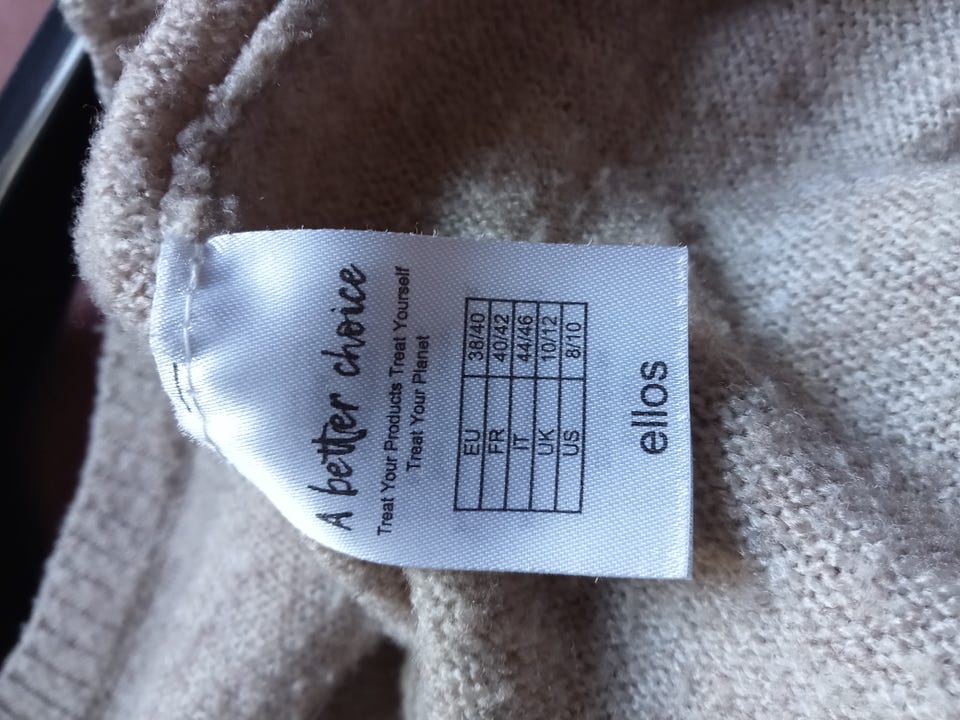 A better choice
Treat Your Products Treat Yourself
Treat Your Planet
EU 38/40
FR 40/42
IT 44/46
UK 10/12
US 8/10
ellos